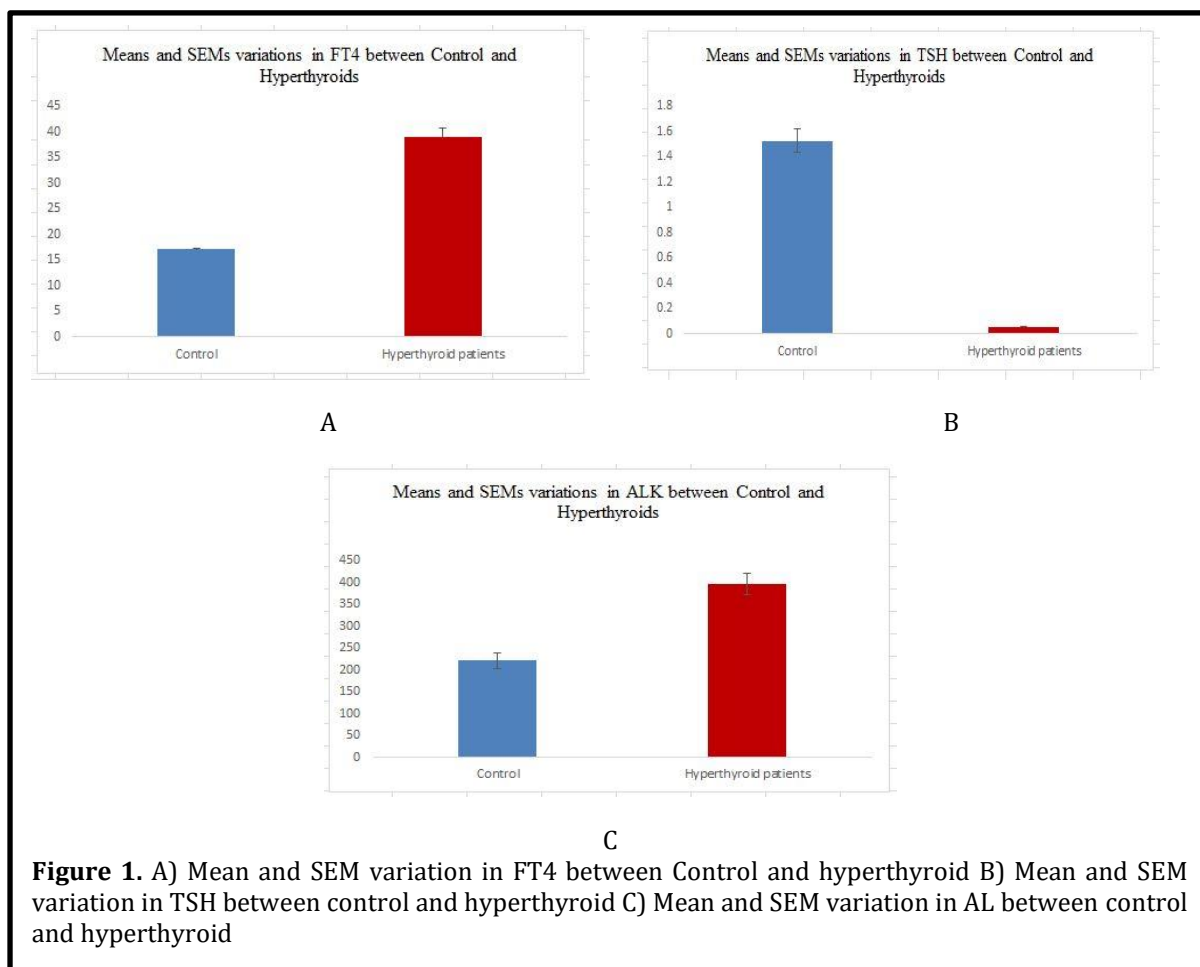 Means and SEMs variations in FT4 between Control and
Hyperthyroids
45
40
35
30
25
20
15
10
5
0
Control
Hyperthyroid patients
A
Means and SEMs variations in TSH between Control and
Hyperthyroids
1.8
1.6
1.4
1.2
1
0.8
0.6
0.4
0.2
0
Control
Hyperthyroid patients
B
Means and SEMs variations in ALK between Control and
Hyperthyroids
450
400
350
300
250
200
150
100
50
0
Control
Hyperthyroid patients
C
Figure 1. A) Mean and SEM variation in FT4 between Control and hyperthyroid B) Mean and SEM
variation in TSH between control and hyperthyroid C) Mean and SEM variation in AL between control
and hyperthyroid